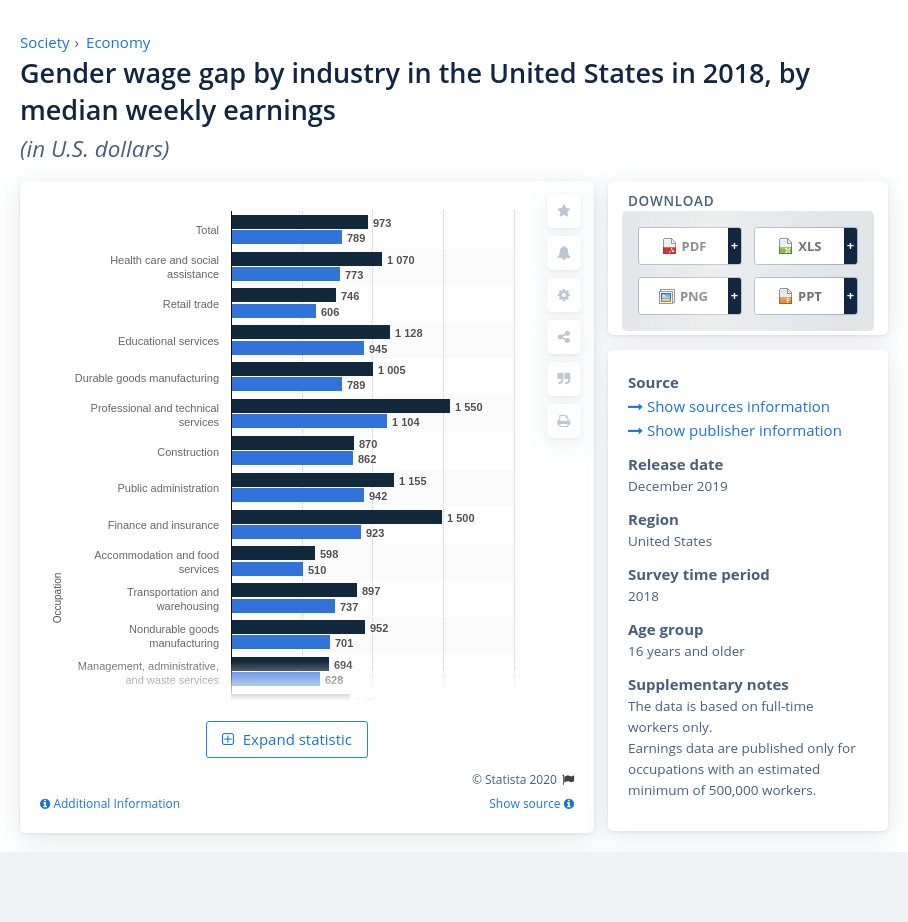 Society › Economy
Gender wage gap by industry in the United States in 2018, by
median weekly earnings
(in U.S. dollars)
Total
973
789
Health care and social
assistance
1 070
773
Retail trade
746
606
Educational services
1 128
945
Durable goods manufacturing
1 005
789
Professional and technical
services
1 550
1 104
Construction
870
862
Public administration
1 155
942
Finance and insurance
1 500
923
Accommodation and food
services
598
510
Transportation and
warehousing
897
737
Nondurable goods
manufacturing
952
701
Management, administrative,
and waste services
694
628
Occupation
Expand statistic
© Statista 2020
Additional Information
Show source
DOWNLOAD
PDF +
XLS +
PNG +
PPT +
Source
Show sources information
Show publisher information
Release date
December 2019
Region
United States
Survey time period
2018
Age group
16 years and older
Supplementary notes
The data is based on full-time
workers only.
Earnings data are published only for
occupations with an estimated
minimum of 500,000 workers.